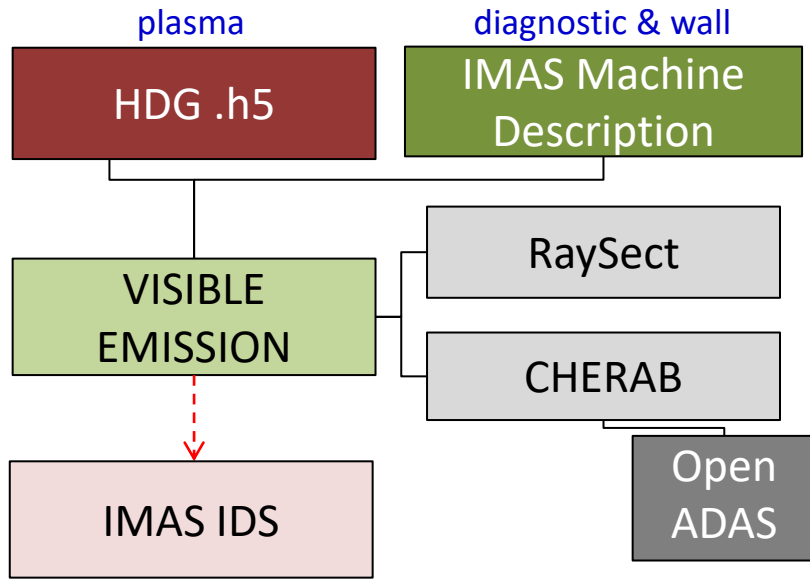 plasma
diagnostic & wall
HDG .h5
IMAS Machine
Description
VISIBLE
EMISSION
RaySect
CHERAB
Open
ADAS
IMAS IDS